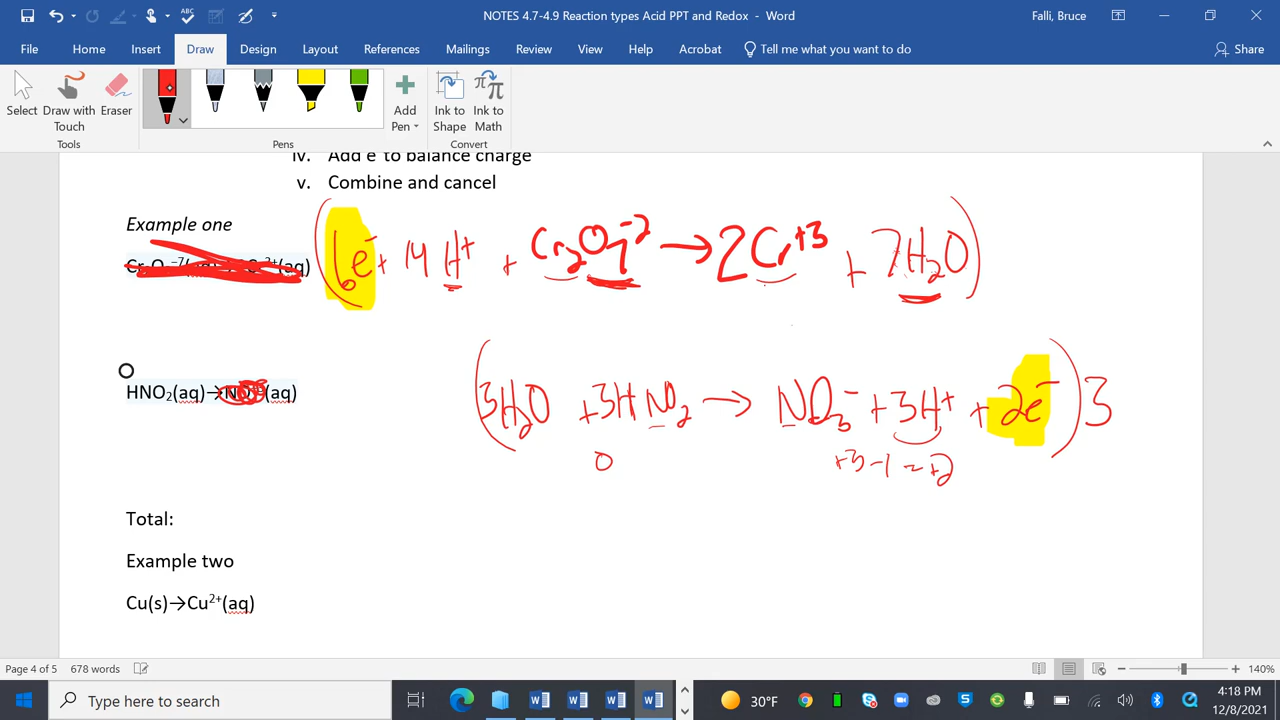 NOTES 4.7-4.9 Reaction types Acid PPT and Redox - Word
Falli, Bruce
File Home Insert Draw Design Layout References Mailings Review View Help Acrobat Tell me what you want to do Share
Select Draw with Touch Eraser Add Pen Ink to Shape Ink to Math
Tools Pens Convert
iv. Add e⁻ to balance charge
v. Combine and cancel
Example one
(6e⁻ + 14H⁺ + Cr₂O₇⁻² → 2Cr⁺³ + 7H₂O)
HNO₂(aq)→ (aq)
(3H₂O + 3HNO₂ → NO₃⁻ + 3H⁺ + 2e⁻)3
0 +3-1=+2
Total:
Example two
Cu(s)→Cu²⁺(aq)
Page 4 of 5 678 words 140%
Type here to search 30°F 4:18 PM
12/8/2021